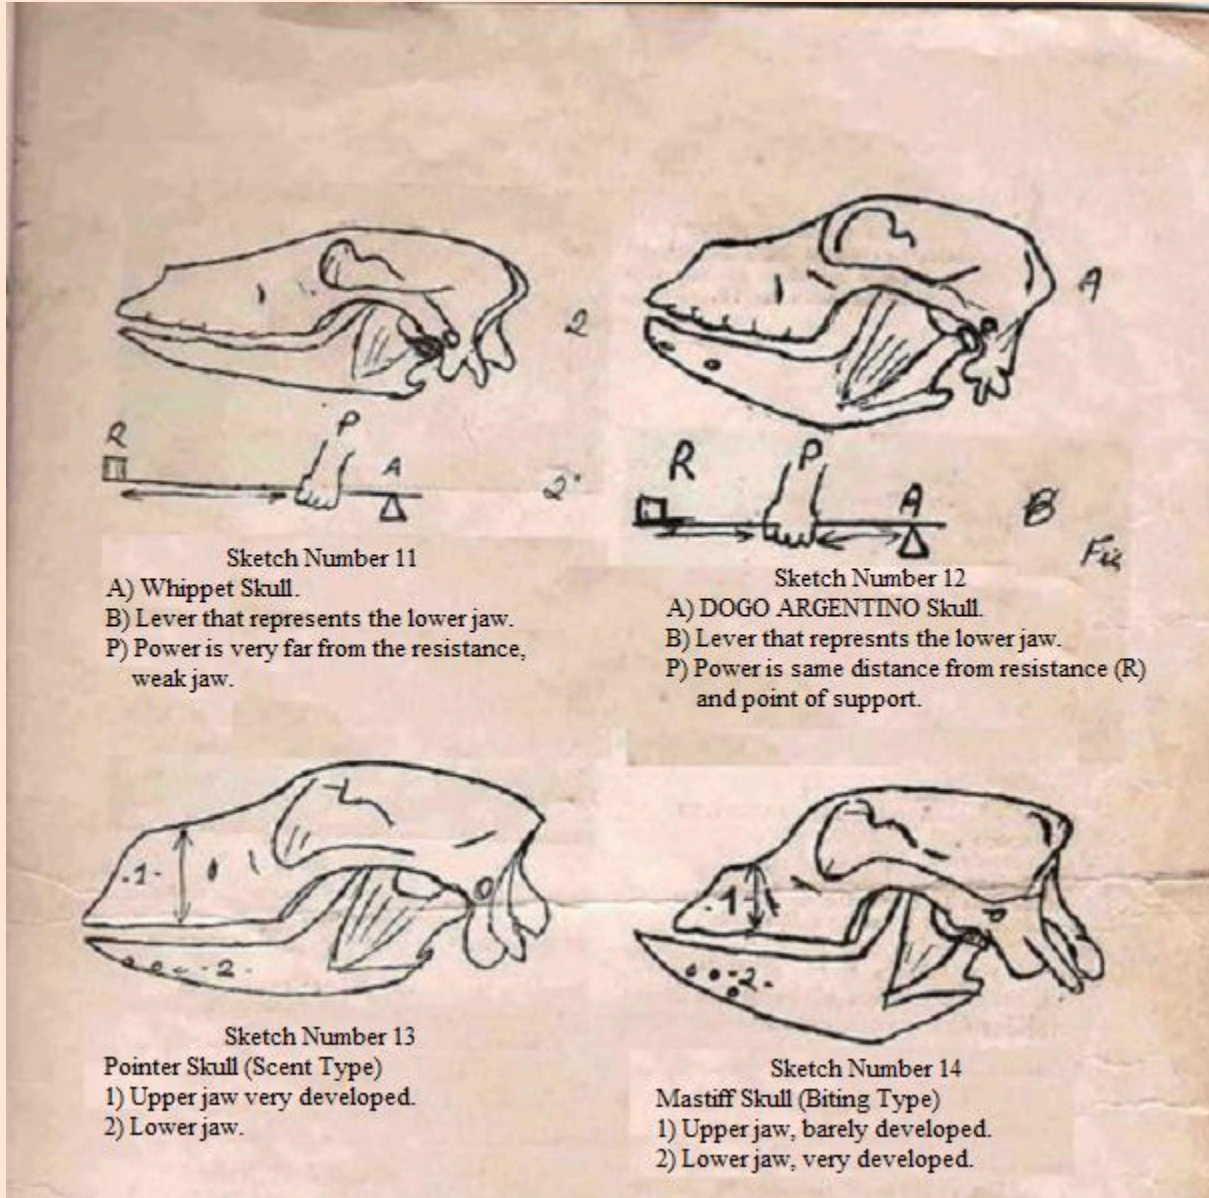 2
A
R
P
A
2'
R
P
A
B
Fig
Sketch Number 11
A) Whippet Skull.
B) Lever that represents the lower jaw.
P) Power is very far from the resistance,
weak jaw.
Sketch Number 12
A) DOGO ARGENTINO Skull.
B) Lever that represnts the lower jaw.
P) Power is same distance from resistance (R)
and point of support.
-1-
-2-
1
-2-
Sketch Number 13
Pointer Skull (Scent Type)
1) Upper jaw very developed.
2) Lower jaw.
Sketch Number 14
Mastiff Skull (Biting Type)
1) Upper jaw, barely developed.
2) Lower jaw, very developed.